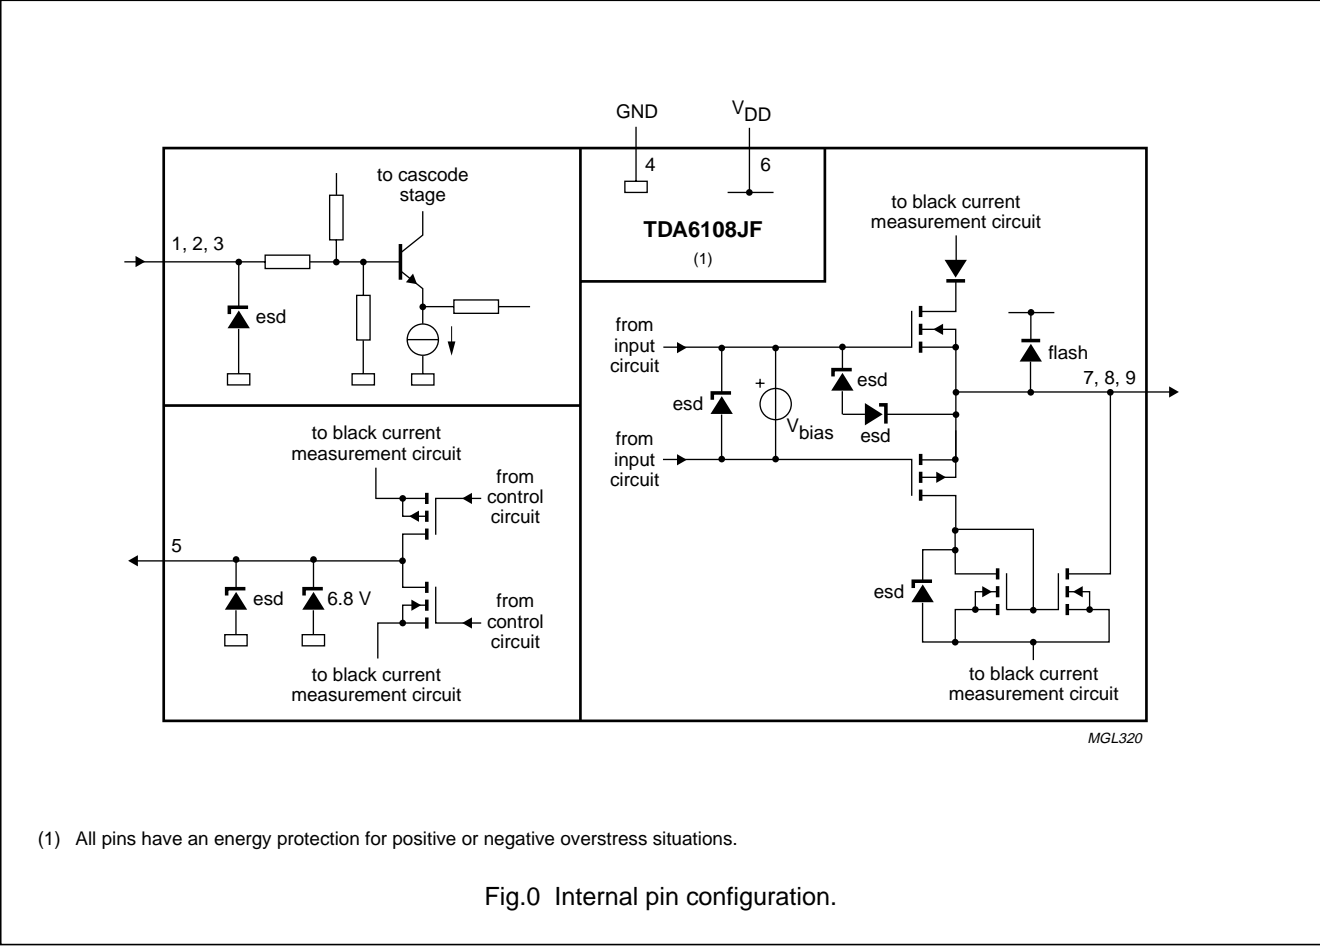 GND
VDD
4
6
TDA6108JF
(1)
to cascode
stage
1, 2, 3
esd
to black current
measurement circuit
from
input
circuit
flash
7, 8, 9
esd
esd
+
Vbias
esd
from
input
circuit
to black current
measurement circuit
from
control
circuit
5
esd
6.8 V
from
control
circuit
to black current
measurement circuit
esd
to black current
measurement circuit
MGL320
(1) All pins have an energy protection for positive or negative overstress situations.
Fig.0 Internal pin configuration.